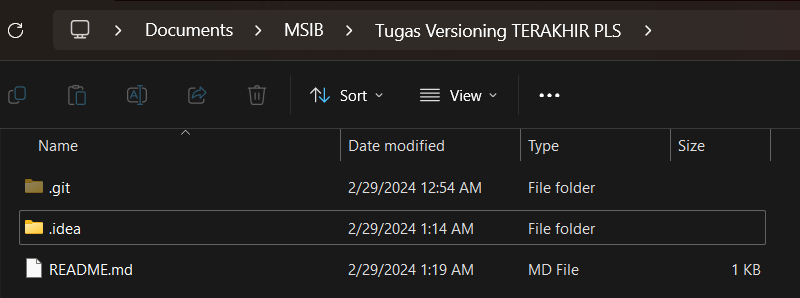 Documents > MSIB > Tugas Versioning TERAKHIR PLS >
Sort View
Name Date modified Type Size
.git 2/29/2024 12:54 AM File folder
.idea 2/29/2024 1:14 AM File folder
README.md 2/29/2024 1:19 AM MD File 1 KB